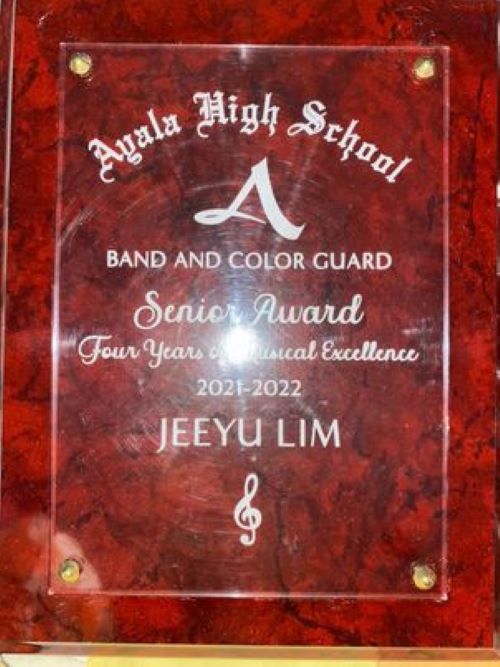 Ayala High School
A
BAND AND COLOR GUARD
Senior Award
Four Years of Musical Excellence
2021-2022
JEEYU LIM